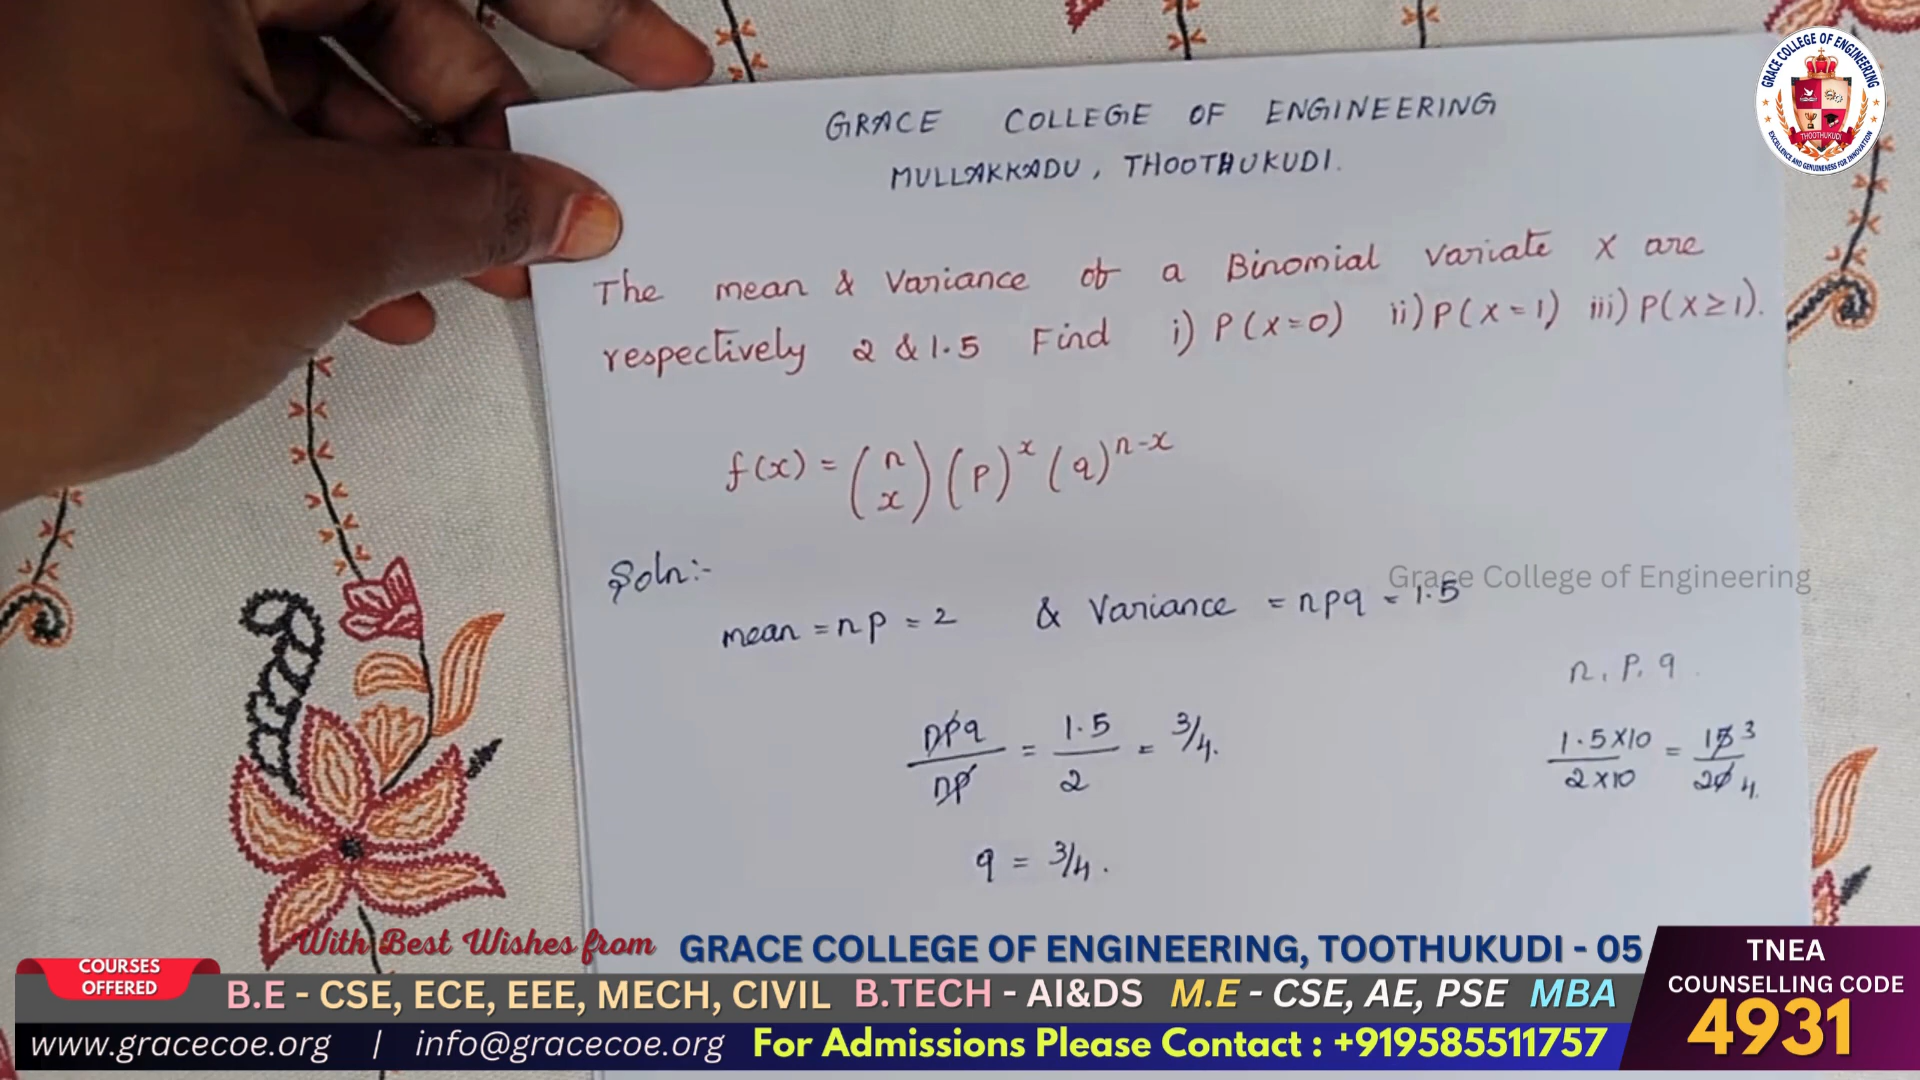 GRACE COLLEGE OF ENGINEERING
THOOTHUKUDI
EXCELLENCE AND GENUINENESS FOR INNOVATION
GRACE COLLEGE OF ENGINEERING
MULLAKKADU, THOOTHUKUDI.
The mean & Variance of a Binomial variate X are
respectively 2 & 1.5 Find i) P(X=0) ii) P(X=1) iii) P(X≥1).
f(x) = (n x) (p)^x (q)^n-x
Soln:-
Grace College of Engineering
mean = np = 2 & Variance = npq = 1.5
n, p, q
npq/np = 1.5/2 = 3/4.
1.5×10/2×10 = 15 3/20 4.
q = 3/4.
With Best Wishes from GRACE COLLEGE OF ENGINEERING, TOOTHUKUDI - 05
COURSES OFFERED
B.E - CSE, ECE, EEE, MECH, CIVIL B.TECH - AI&DS M.E - CSE, AE, PSE MBA
www.gracecoe.org | info@gracecoe.org For Admissions Please Contact : +919585511757
TNEA
COUNSELLING CODE
4931